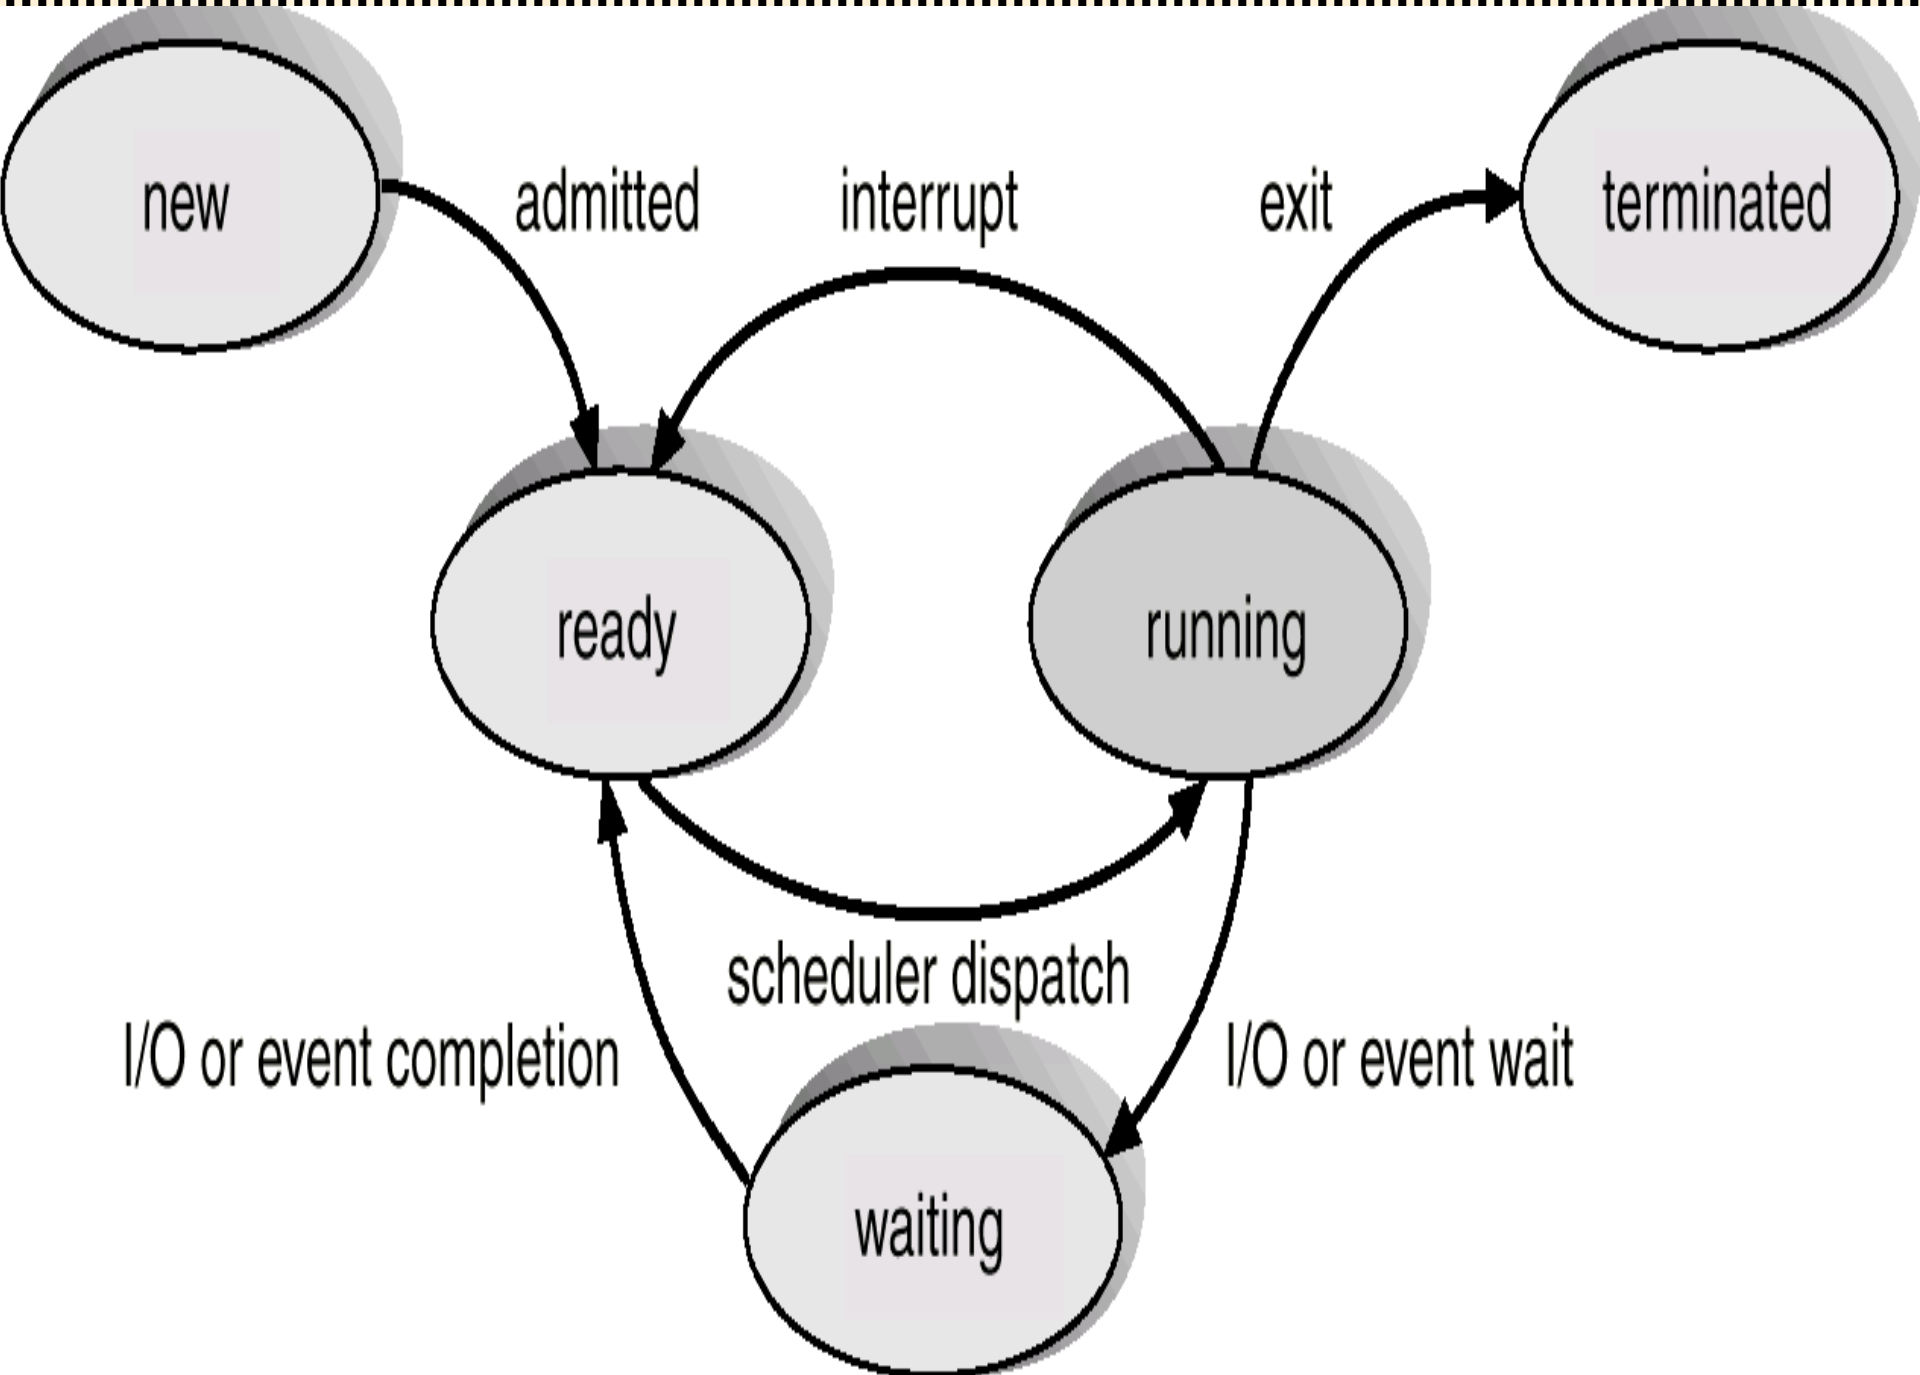 new
admitted
interrupt
exit
terminated
ready
running
scheduler dispatch
I/O or event completion
I/O or event wait
waiting